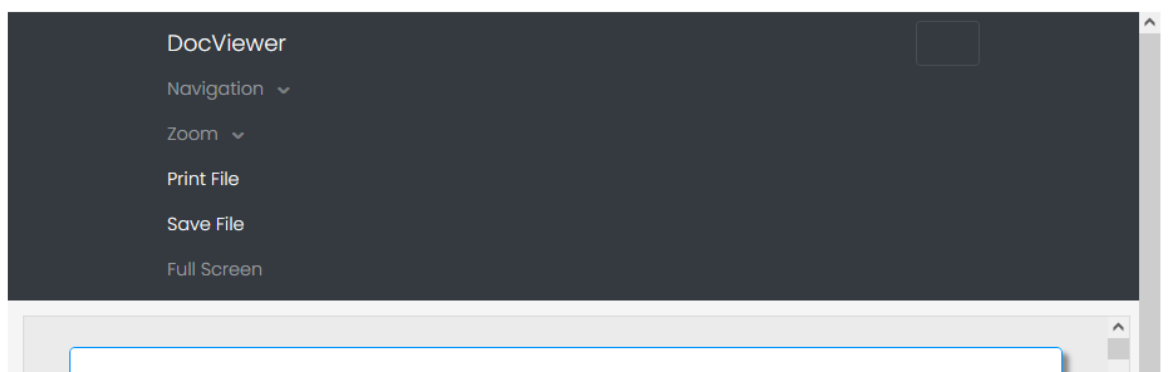 DocViewer
Navigation
Zoom
Print File
Save File
Full Screen